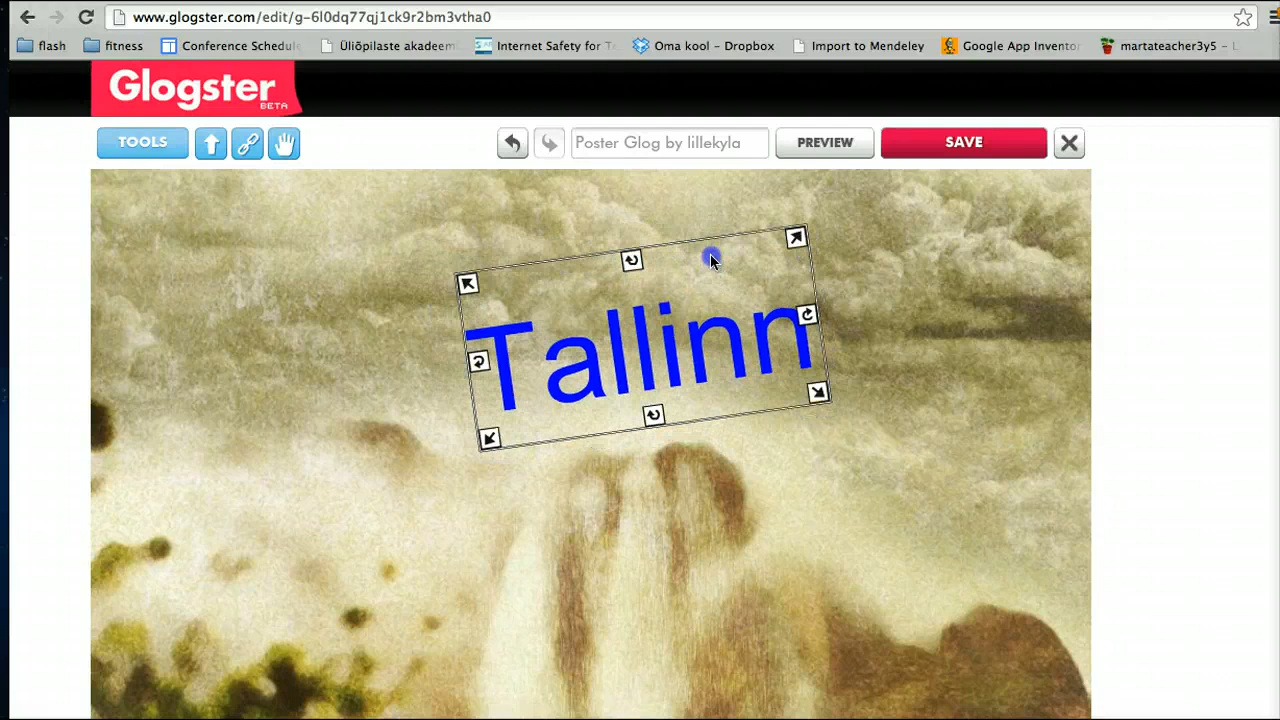 www.glogster.com/edit/g-6l0dq77qj1ck9r2bm3vtha0
flash fitness Conference Schedul Üliõpilaste akadeem Internet Safety for T Oma kool - Dropbox Import to Mendeley Google App Inventor martateacher3y5 - L
Glogster
BETA
TOOLS Poster Glog by lillekyla PREVIEW SAVE
Tallinn